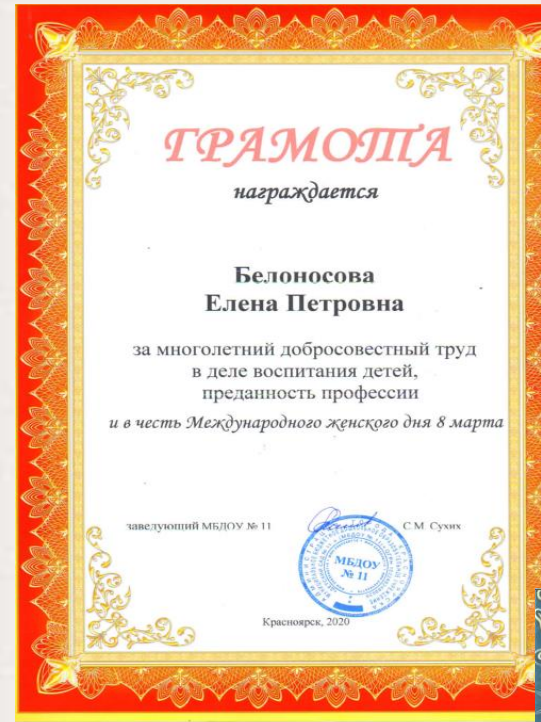 ГРАМОТА
награждается
Белоносова
Елена Петровна
за многолетний добросовестный труд
в деле воспитания детей,
преданность профессии
и в честь Международного женского дня 8 марта
заведующий МБДОУ № 11 С.М. Сухих
МБДОУ
№ 11
Красноярск, 2020